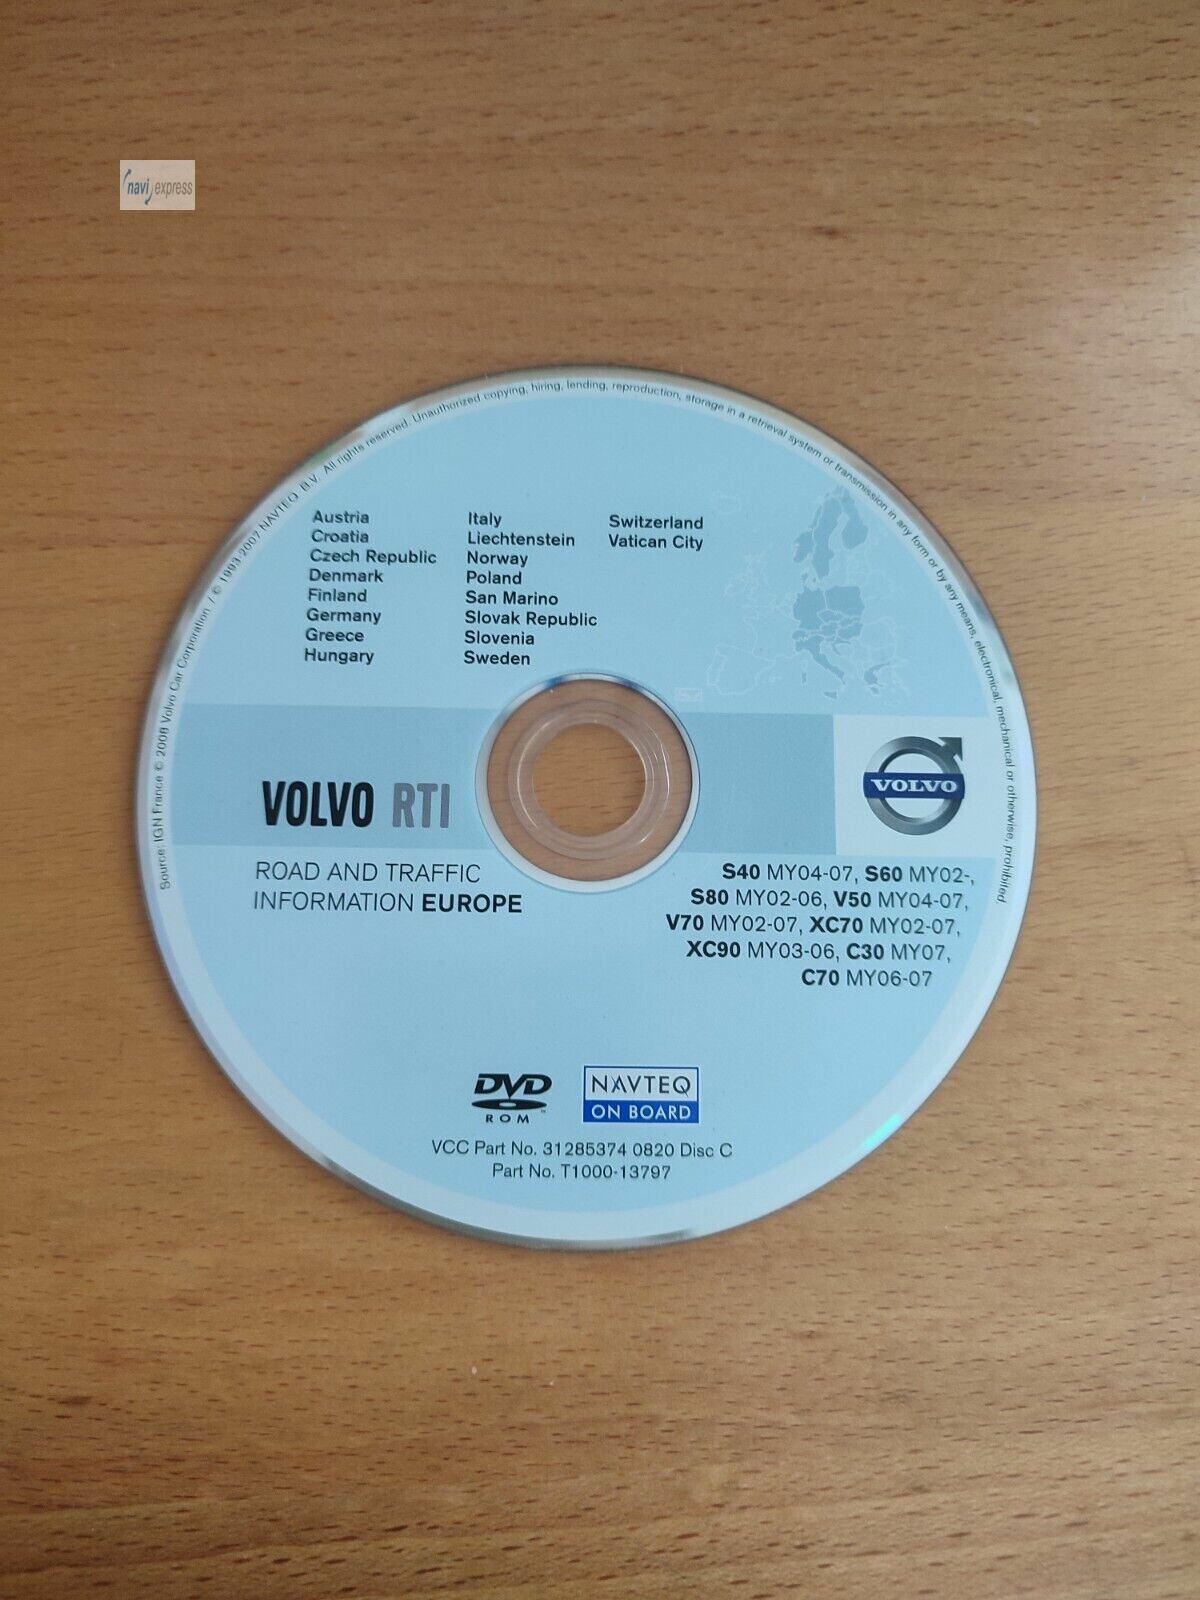 navi express
Source: IGN France © 2008 Volvo Car Corporation / © 1993-2007 NAVTEQ B.V. All rights reserved. Unauthorized copying, hiring, lending, reproduction, storage in a retrieval system or transmission in any form or by any means, electronical, mechanical or otherwise, prohibited.
Austria
Croatia
Czech Republic
Denmark
Finland
Germany
Greece
Hungary
Italy
Liechtenstein
Norway
Poland
San Marino
Slovak Republic
Slovenia
Sweden
Switzerland
Vatican City
VOLVO RTI
ROAD AND TRAFFIC
INFORMATION EUROPE
VOLVO
S40 MY04-07, S60 MY02-,
S80 MY02-06, V50 MY04-07,
V70 MY02-07, XC70 MY02-07,
XC90 MY03-06, C30 MY07,
C70 MY06-07
DVD
ROM
NAVTEQ
ON BOARD
VCC Part No. 31285374 0820 Disc C
Part No. T1000-13797